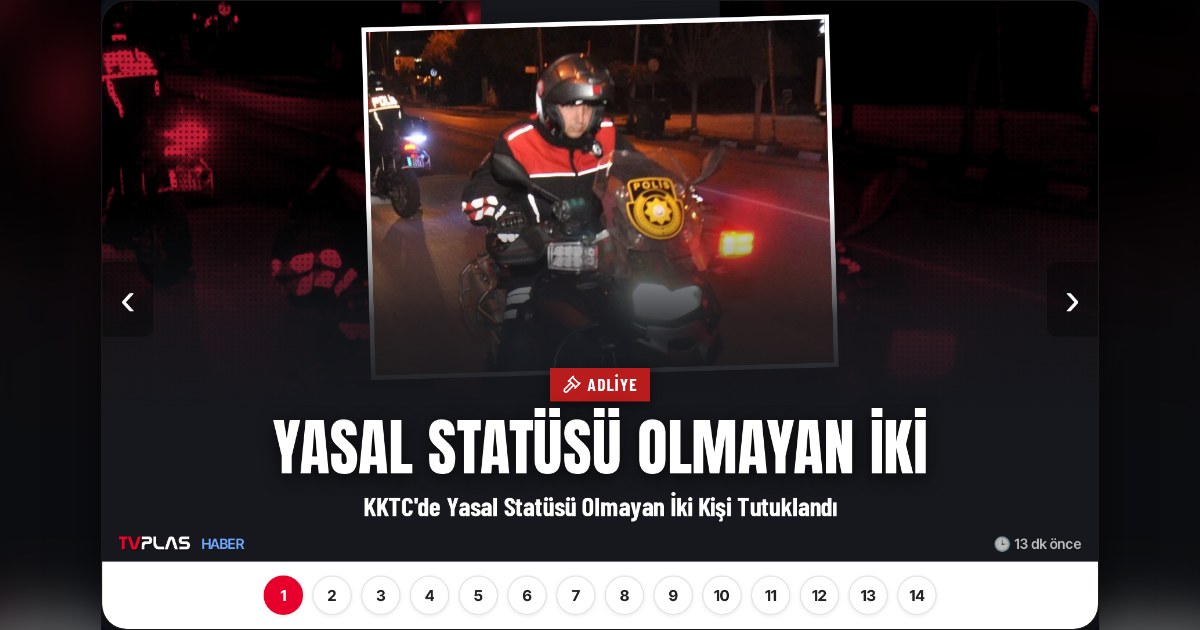 POLIS
POLİS
‹
›
ADLİYE
YASAL STATÜSÜ OLMAYAN İKİ
KKTC'de Yasal Statüsü Olmayan İki Kişi Tutuklandı
TVPLAS HABER
13 dk önce
1 2 3 4 5 6 7 8 9 10 11 12 13 14